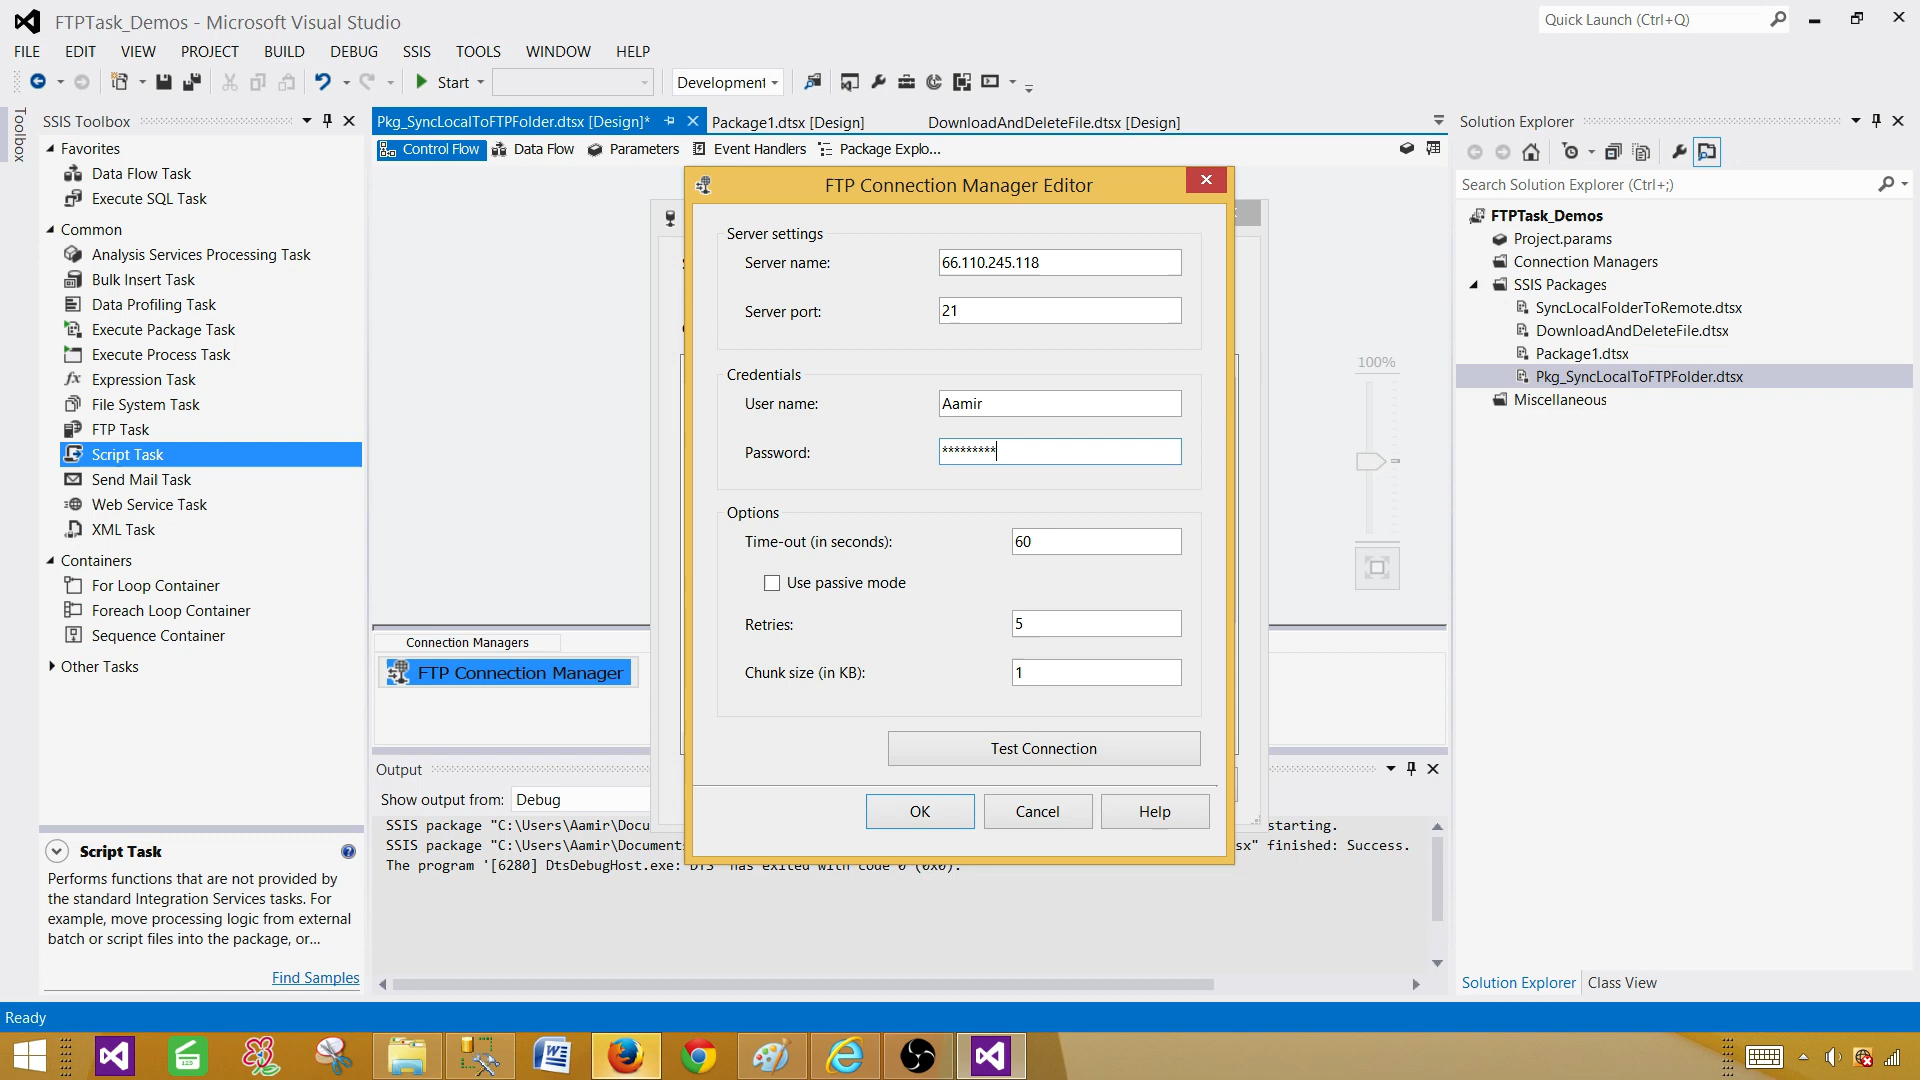 FTPTask_Demos - Microsoft Visual Studio
Quick Launch (Ctrl+Q)
FILE EDIT VIEW PROJECT BUILD DEBUG SSIS TOOLS WINDOW HELP
Start
Development
Toolbox
SSIS Toolbox
Favorites
Data Flow Task
Execute SQL Task
Common
Analysis Services Processing Task
Bulk Insert Task
Data Profiling Task
Execute Package Task
Execute Process Task
Expression Task
File System Task
FTP Task
Script Task
Send Mail Task
Web Service Task
XML Task
Containers
For Loop Container
Foreach Loop Container
Sequence Container
Other Tasks
Script Task
Performs functions that are not provided by
the standard Integration Services tasks. For
example, move processing logic from external
batch or script files into the package, or...
Find Samples
Pkg_SyncLocalToFTPFolder.dtsx [Design]*
Package1.dtsx [Design]
DownloadAndDeleteFile.dtsx [Design]
Control Flow
Data Flow
Parameters
Event Handlers
Package Explo...
FTP Connection Manager Editor
Server settings
Server name: 66.110.245.118
Server port: 21
Credentials
User name: Aamir
Password: *********
Options
Time-out (in seconds): 60
Use passive mode
Retries: 5
Chunk size (in KB): 1
Test Connection
OK Cancel Help
100%
Connection Managers
FTP Connection Manager
Output
Show output from: Debug
SSIS package "C:\Users\Aamir\Docu starting.
SSIS package "C:\Users\Aamir\Documents sx" finished: Success.
The program '[6280] DtsDebugHost.exe: DTS' has exited with code 0 (0x0).
Solution Explorer
Search Solution Explorer (Ctrl+;)
FTPTask_Demos
Project.params
Connection Managers
SSIS Packages
SyncLocalFolderToRemote.dtsx
DownloadAndDeleteFile.dtsx
Package1.dtsx
Pkg_SyncLocalToFTPFolder.dtsx
Miscellaneous
Solution Explorer Class View
Ready